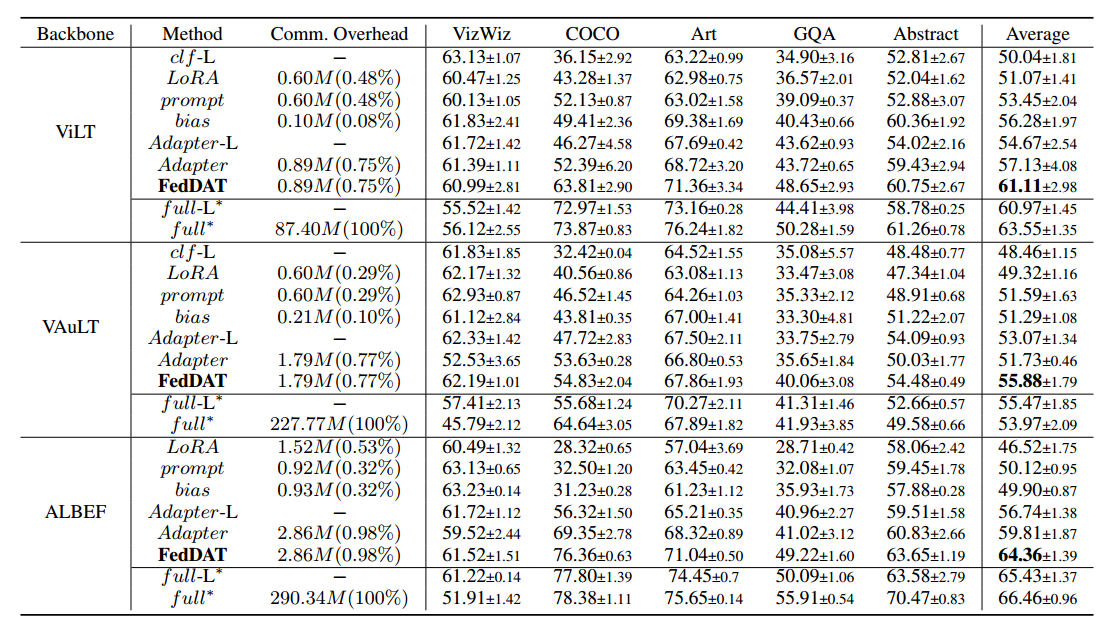 Backbone Method Comm. Overhead VizWiz COCO Art GQA Abstract Average
clf-L − 63.13±1.07 36.15±2.92 63.22±0.99 34.90±3.16 52.81±2.67 50.04±1.81
LoRA 0.60M(0.48%) 60.47±1.25 43.28±1.37 62.98±0.75 36.57±2.01 52.04±1.62 51.07±1.41
prompt 0.60M(0.48%) 60.13±1.05 52.13±0.87 63.02±1.58 39.09±0.37 52.88±3.07 53.45±2.04
bias 0.10M(0.08%) 61.83±2.41 49.41±2.36 69.38±1.69 40.43±0.66 60.36±1.92 56.28±1.97
ViLT
Adapter-L − 61.72±1.42 46.27±4.58 67.69±0.42 43.62±0.93 54.02±2.16 54.67±2.54
Adapter 0.89M(0.75%) 61.39±1.11 52.39±6.20 68.72±3.20 43.72±0.65 59.43±2.94 57.13±4.08
FedDAT 0.89M(0.75%) 60.99±2.81 63.81±2.90 71.36±3.34 48.65±2.93 60.75±2.67 61.11±2.98
full-L* − 55.52±1.42 72.97±1.53 73.16±0.28 44.41±3.98 58.78±0.25 60.97±1.45
full* 87.40M(100%) 56.12±2.55 73.87±0.83 76.24±1.82 50.28±1.59 61.26±0.78 63.55±1.35
clf-L − 61.83±1.85 32.42±0.04 64.52±1.55 35.08±5.57 48.48±0.77 48.46±1.15
LoRA 0.60M(0.29%) 62.17±1.32 40.56±0.86 63.08±1.13 33.47±3.08 47.34±1.04 49.32±1.16
prompt 0.60M(0.29%) 62.93±0.87 46.52±1.45 64.26±1.03 35.33±2.12 48.91±0.68 51.59±1.63
bias 0.21M(0.10%) 61.12±2.84 43.81±0.35 67.00±1.41 33.30±4.81 51.22±2.07 51.29±1.08
VAuLT
Adapter-L − 62.33±1.42 47.72±2.83 67.50±2.11 33.75±2.79 54.09±0.93 53.07±1.34
Adapter 1.79M(0.77%) 52.53±3.65 53.63±0.28 66.80±0.53 35.65±1.84 50.03±1.77 51.73±0.46
FedDAT 1.79M(0.77%) 62.19±1.01 54.83±2.04 67.86±1.93 40.06±3.08 54.48±0.49 55.88±1.79
full-L* − 57.41±2.13 55.68±1.24 70.27±2.11 41.31±1.46 52.66±0.57 55.47±1.85
full* 227.77M(100%) 45.79±2.12 64.64±3.05 67.89±1.82 41.93±3.85 49.58±0.66 53.97±2.09
LoRA 1.52M(0.53%) 60.49±1.32 28.32±0.65 57.04±3.69 28.71±0.42 58.06±2.42 46.52±1.75
prompt 0.92M(0.32%) 63.13±0.65 32.50±1.20 63.45±0.42 32.08±1.07 59.45±1.78 50.12±0.95
bias 0.93M(0.32%) 63.23±0.14 31.23±0.28 61.23±1.12 35.93±1.73 57.88±0.28 49.90±0.87
ALBEF Adapter-L − 61.72±1.12 56.32±1.50 65.21±0.35 40.96±2.27 59.51±1.58 56.74±1.38
Adapter 2.86M(0.98%) 59.52±2.44 69.35±2.78 68.32±0.89 41.02±3.12 60.83±2.66 59.81±1.87
FedDAT 2.86M(0.98%) 61.52±1.51 76.36±0.63 71.04±0.50 49.22±1.60 63.65±1.19 64.36±1.39
full-L* − 61.22±0.14 77.80±1.39 74.45±0.7 50.09±1.06 63.58±2.79 65.43±1.37
full* 290.34M(100%) 51.91±1.42 78.38±1.11 75.65±0.14 55.91±0.54 70.47±0.83 66.46±0.96